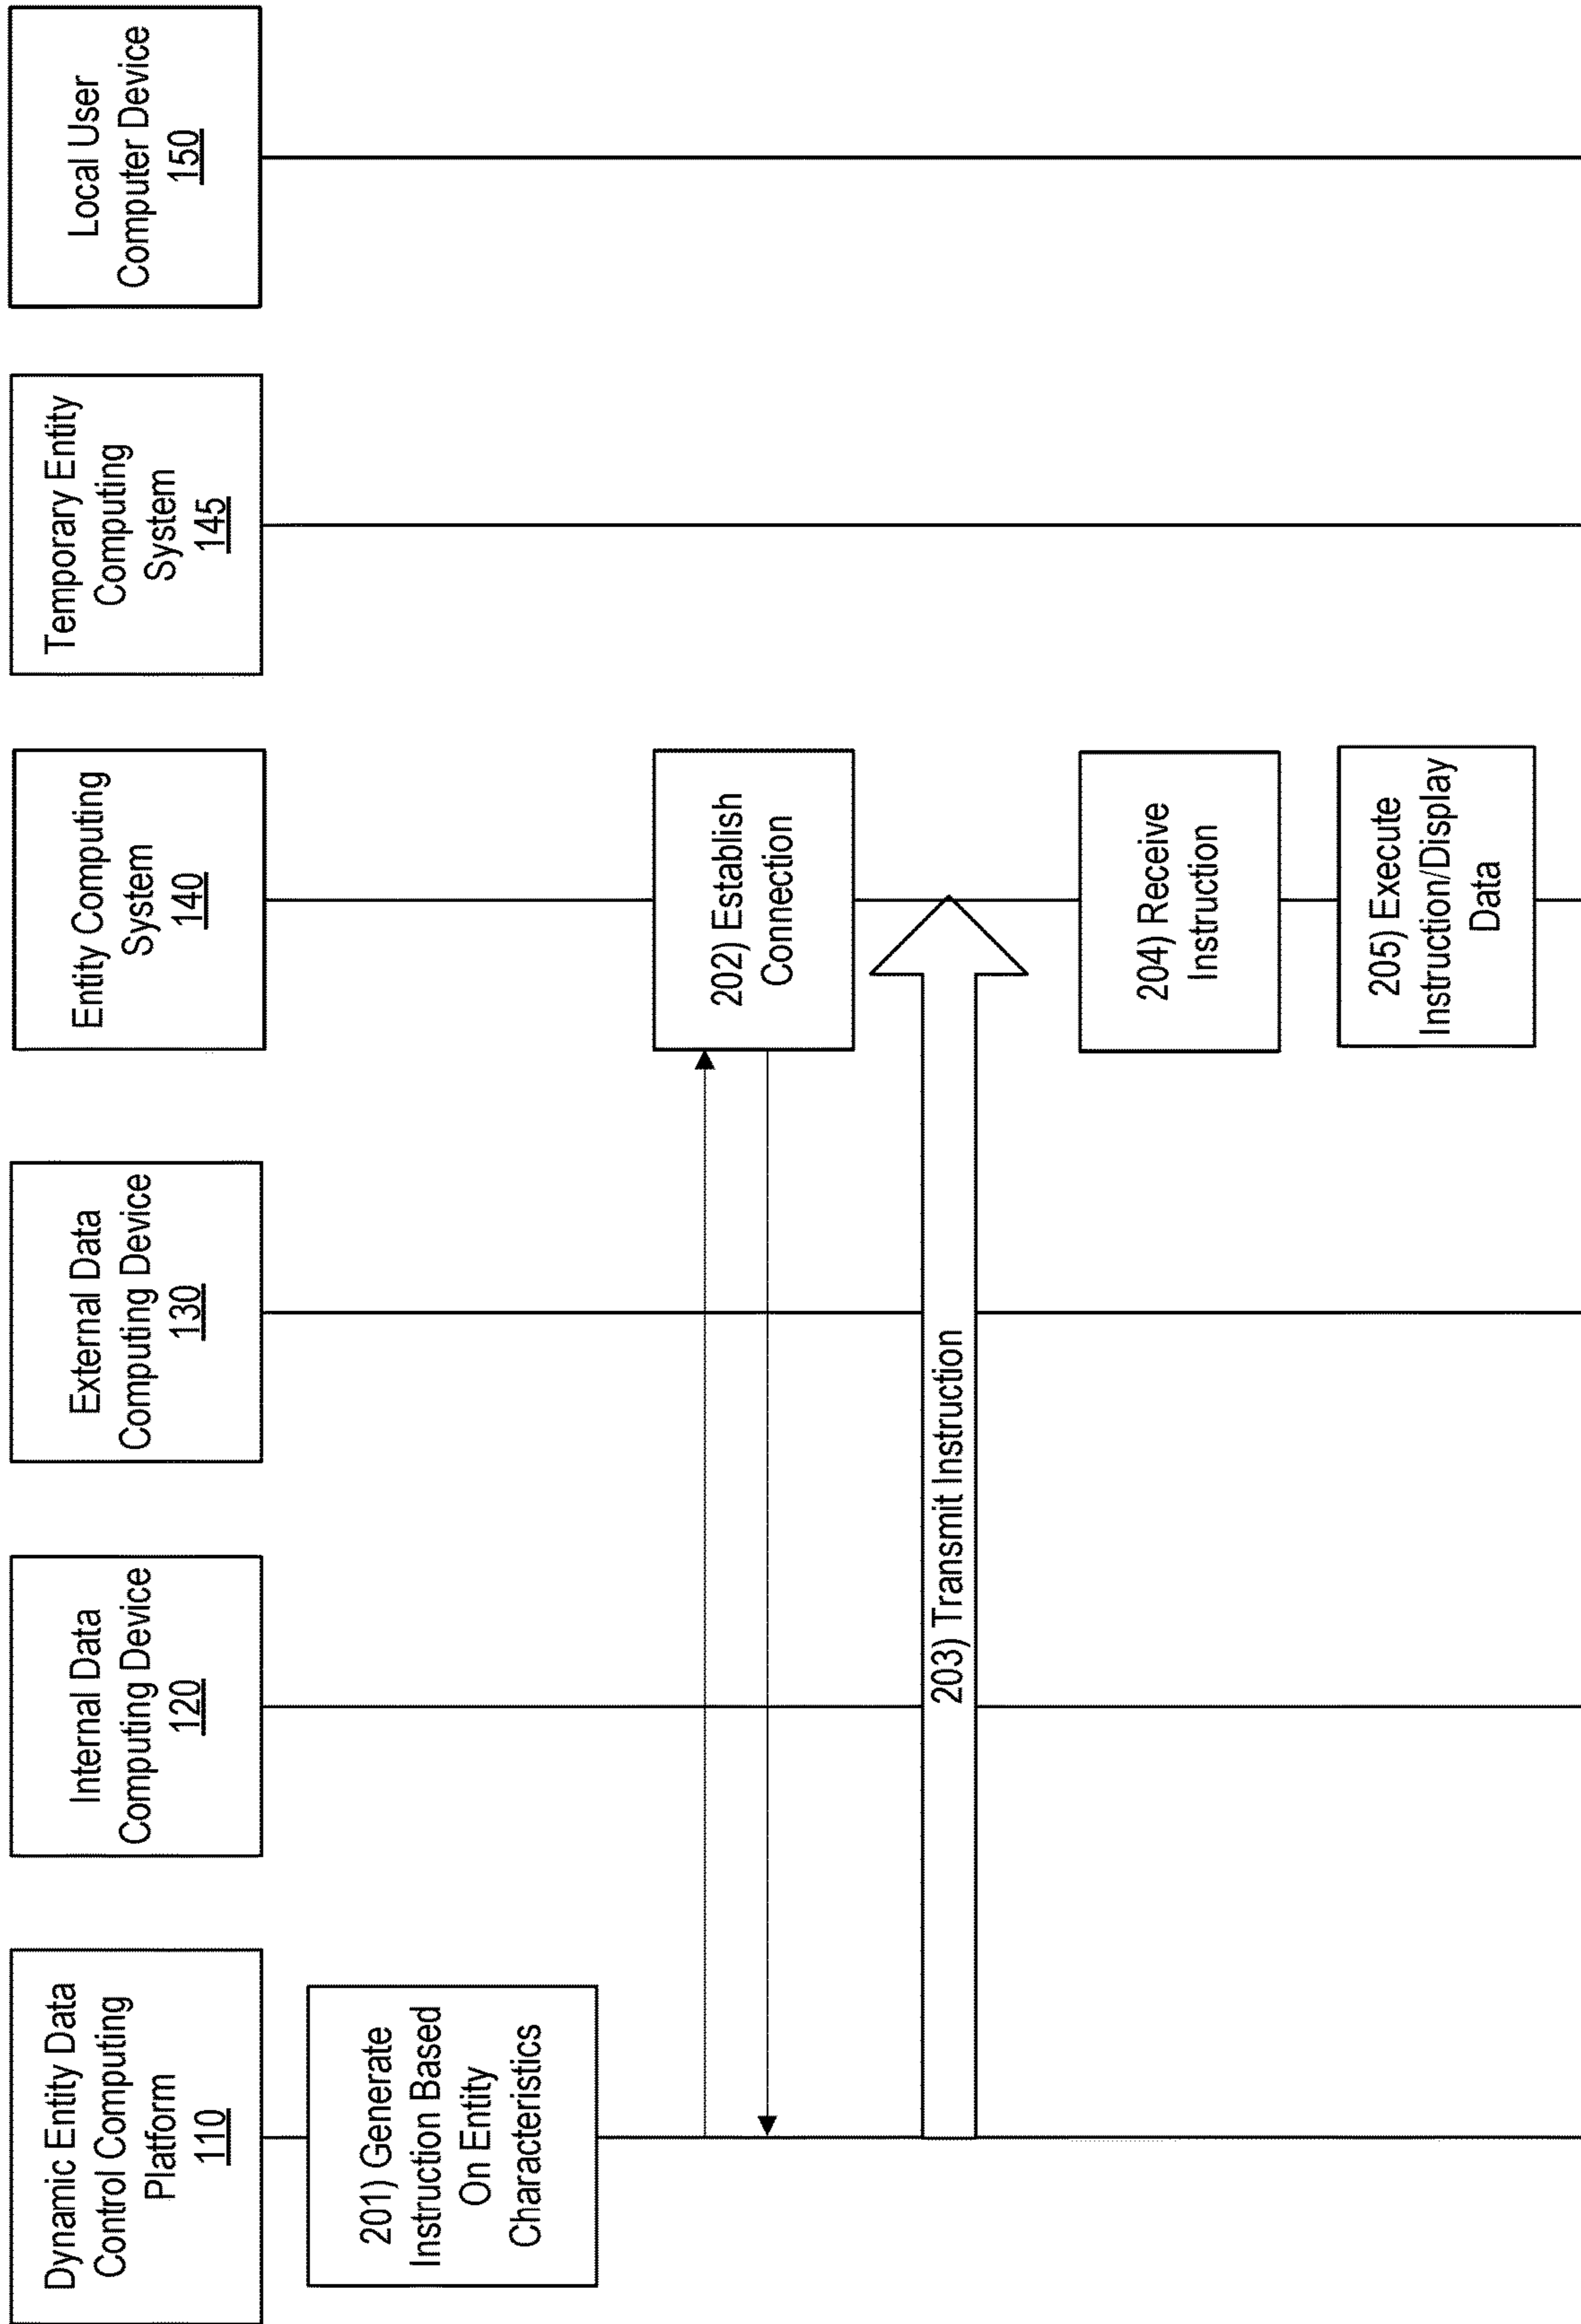 Dynamic Entity Data
Control Computing
Platform
110
Internal Data
Computing Device
120
External Data
Computing Device
130
Entity Computing
System
140
Temporary Entity
Computing
System
145
Local User
Computer Device
150
201) Generate
Instruction Based
On Entity
Characteristics
202) Establish
Connection
203) Transmit Instruction
204) Receive
Instruction
205) Execute
Instruction/Display
Data